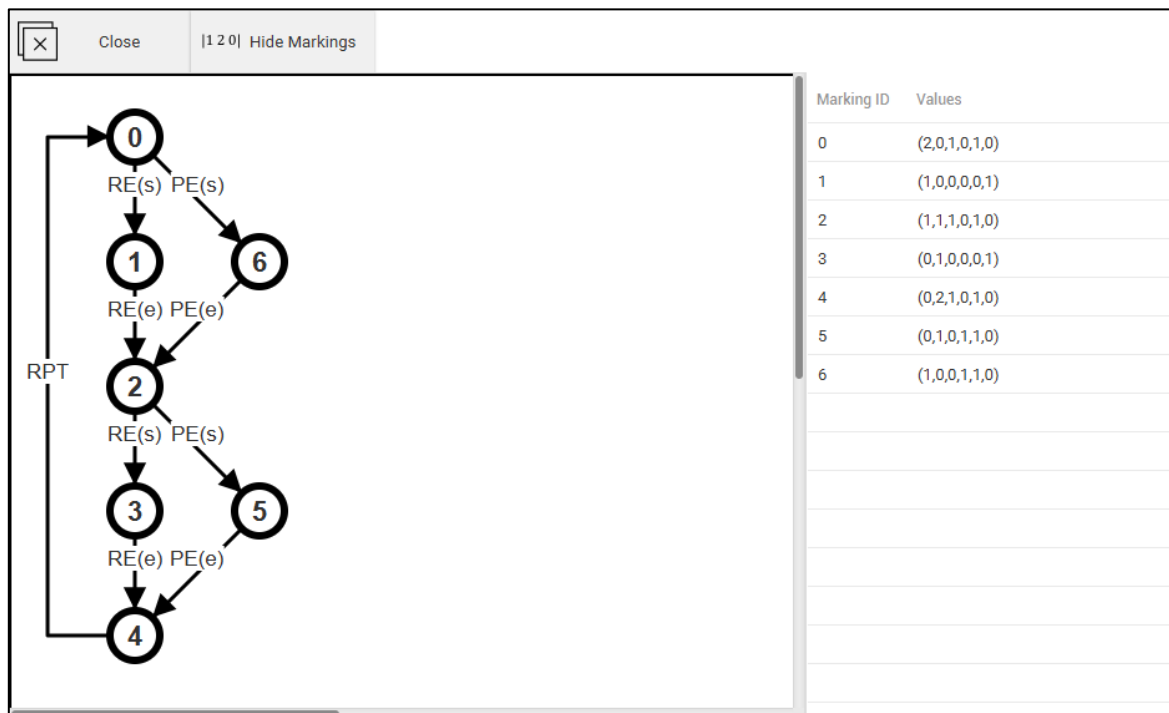 Close |1 2 0| Hide Markings
0
RE(s) PE(s)
1 6
RE(e) PE(e)
RPT
2
RE(s) PE(s)
3 5
RE(e) PE(e)
4
Marking ID Values
0 (2,0,1,0,1,0)
1 (1,0,0,0,0,1)
2 (1,1,1,0,1,0)
3 (0,1,0,0,0,1)
4 (0,2,1,0,1,0)
5 (0,1,0,1,1,0)
6 (1,0,0,1,1,0)